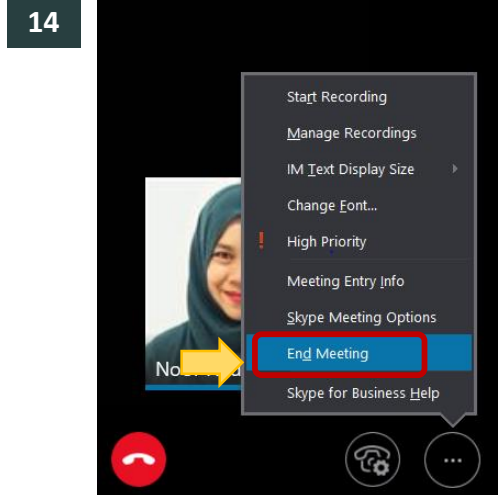 14
Start Recording
Manage Recordings
IM Text Display Size
Change Font...
! High Priority
Meeting Entry Info
Skype Meeting Options
End Meeting
Skype for Business Help